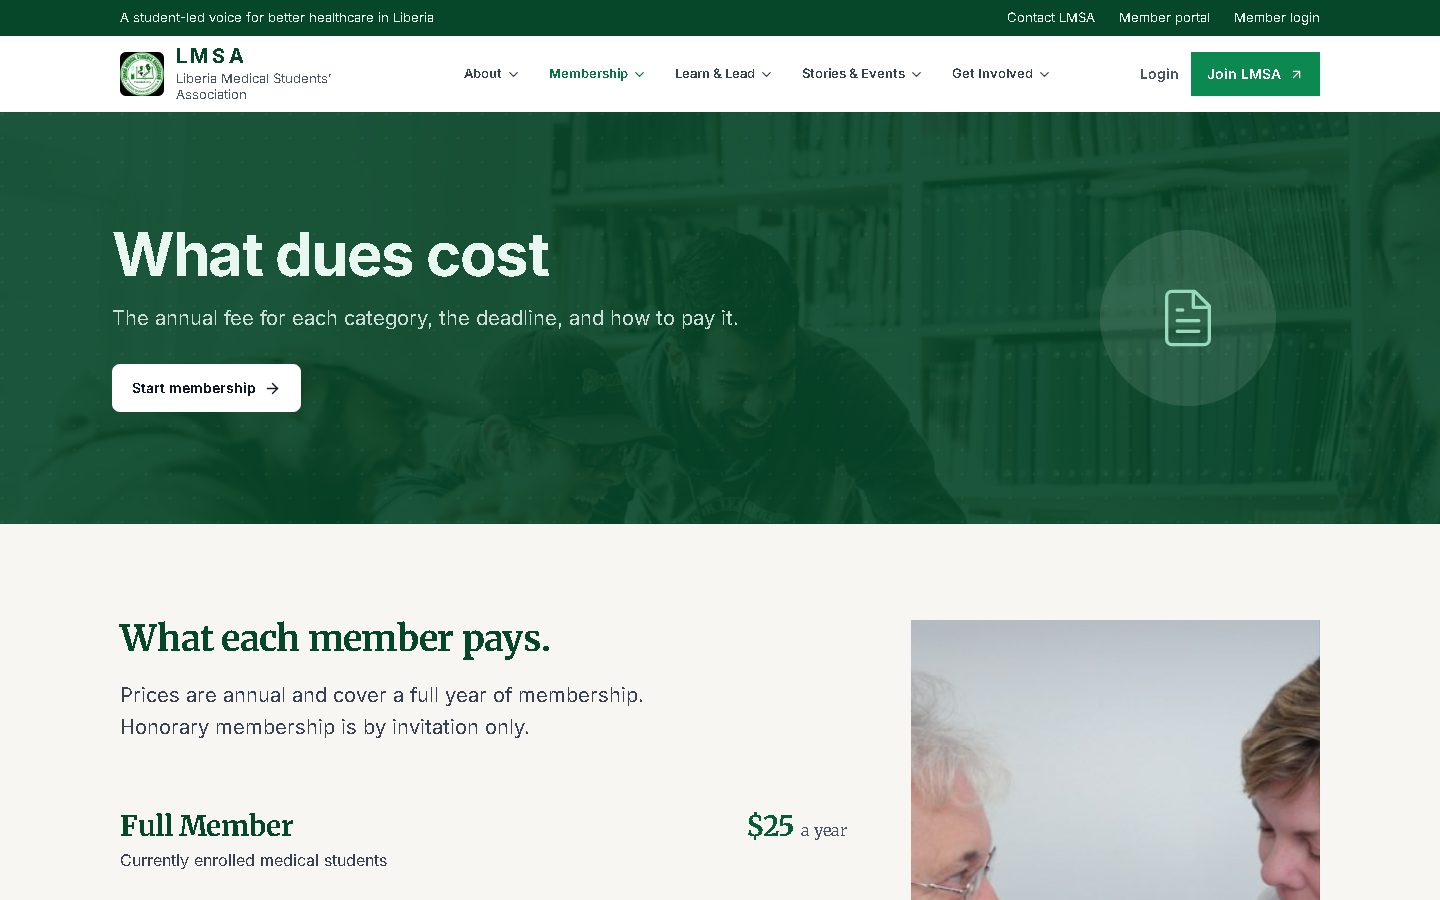 A student-led voice for better healthcare in Liberia
Contact LMSA
Member portal
Member login
LMSA
Liberia Medical Students’
Association
About
Membership
Learn & Lead
Stories & Events
Get Involved
Login
Join LMSA
What dues cost
The annual fee for each category, the deadline, and how to pay it.
Start membership
What each member pays.
Prices are annual and cover a full year of membership.
Honorary membership is by invitation only.
Full Member
$25 a year
Currently enrolled medical students